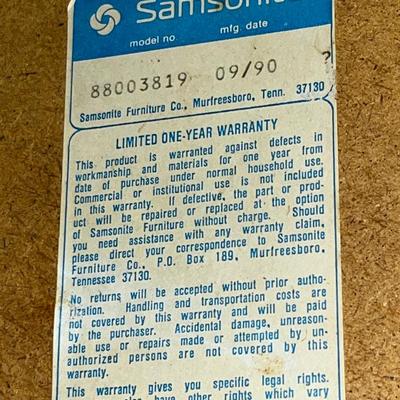 Samsonite
model no. mfg. date
88003819 09/90 ?
Samsonite Furniture Co., Murfreesboro, Tenn. 37130
LIMITED ONE-YEAR WARRANTY
This product is warranted against defects in
workmanship and materials for one year from
date of purchase under normal household use.
Commercial or institutional use is not included
in this warranty. If defective, the part or prod-
uct will be repaired or replaced at the option
of Samsonite Furniture without charge. Should
you need assistance with any warranty claim,
please direct your correspondence to Samsonite
Furniture Co., P.O. Box 189, Murfreesboro,
Tennessee 37130.
No returns will be accepted without prior autho-
rization. Handling and transportation costs are
not covered by this warranty and will be paid
by the purchaser. Accidental damage, unreason-
able use or repairs made or attempted by un-
authorized persons are not covered by this
warranty.
This warranty gives you specific legal rights.
also have other rights which vary